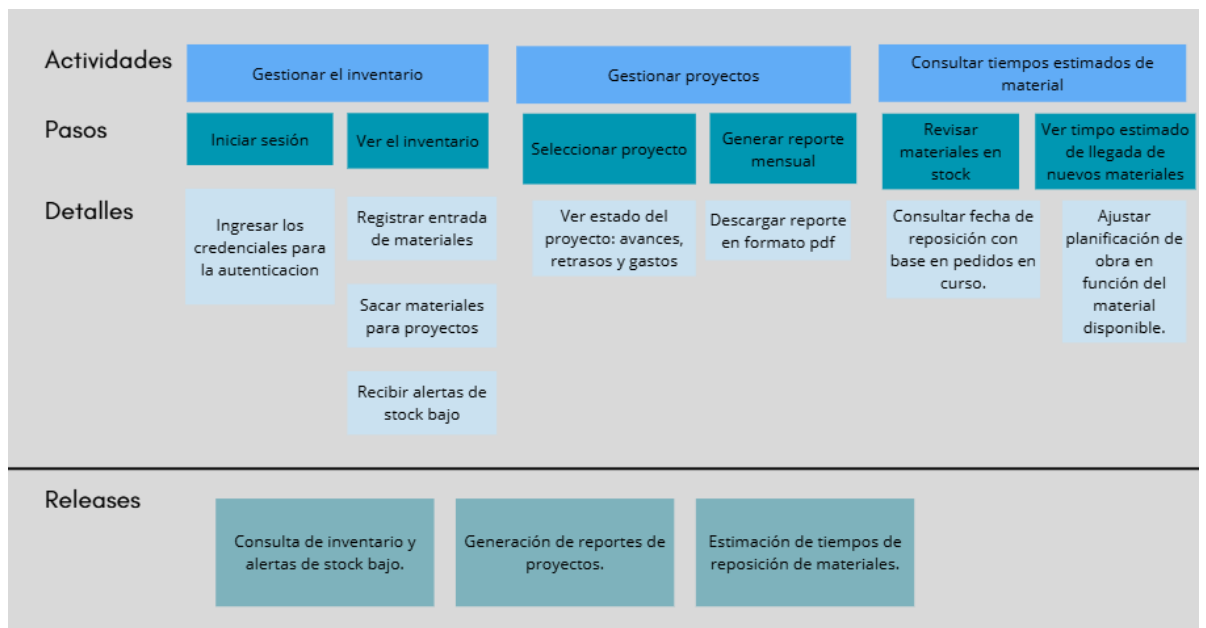 Actividades
Gestionar el inventario
Gestionar proyectos
Consultar tiempos estimados de
material
Pasos
Iniciar sesión
Ver el inventario
Seleccionar proyecto
Generar reporte
mensual
Revisar
materiales en
stock
Ver timpo estimado
de llegada de
nuevos materiales
Detalles
Ingresar los
credenciales para
la autenticacion
Registrar entrada
de materiales
Sacar materiales
para proyectos
Recibir alertas de
stock bajo
Ver estado del
proyecto: avances,
retrasos y gastos
Descargar reporte
en formato pdf
Consultar fecha de
reposición con
base en pedidos en
curso.
Ajustar
planificación de
obra en
función del
material
disponible.
Releases
Consulta de inventario y
alertas de stock bajo.
Generación de reportes de
proyectos.
Estimación de tiempos de
reposición de materiales.